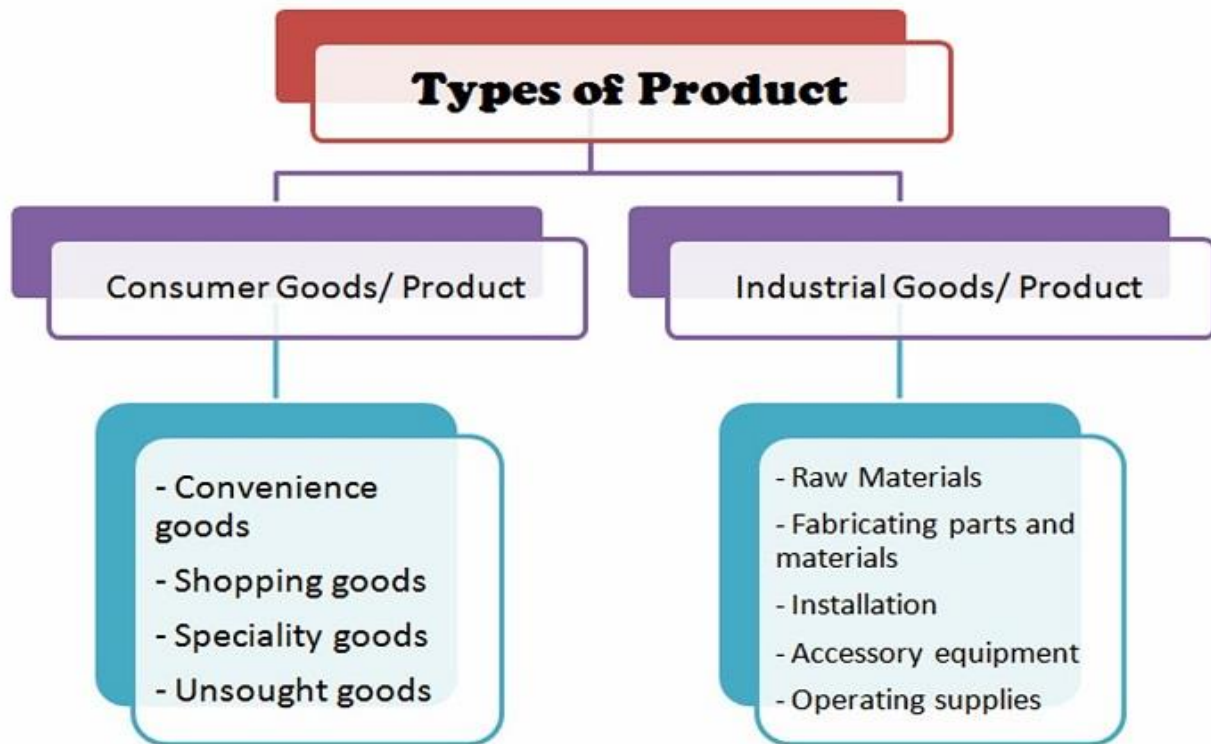 Types of Product
Consumer Goods/ Product
Industrial Goods/ Product
- Convenience
goods
- Shopping goods
- Speciality goods
- Unsought goods
- Raw Materials
- Fabricating parts and
materials
- Installation
- Accessory equipment
- Operating supplies